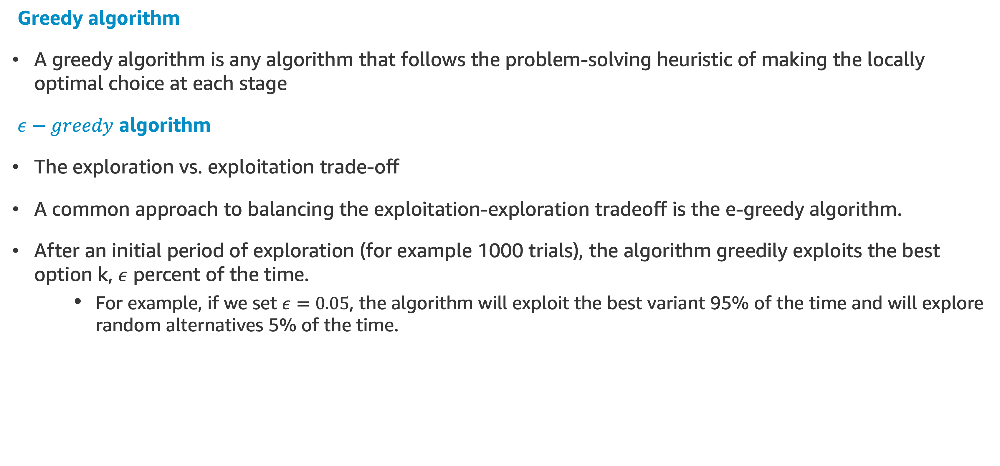 Greedy algorithm
• A greedy algorithm is any algorithm that follows the problem-solving heuristic of making the locally
optimal choice at each stage
ϵ − greedy algorithm
• The exploration vs. exploitation trade-off
• A common approach to balancing the exploitation-exploration tradeoff is the e-greedy algorithm.
• After an initial period of exploration (for example 1000 trials), the algorithm greedily exploits the best
option k, ϵ percent of the time.
• For example, if we set ϵ = 0.05, the algorithm will exploit the best variant 95% of the time and will explore
random alternatives 5% of the time.